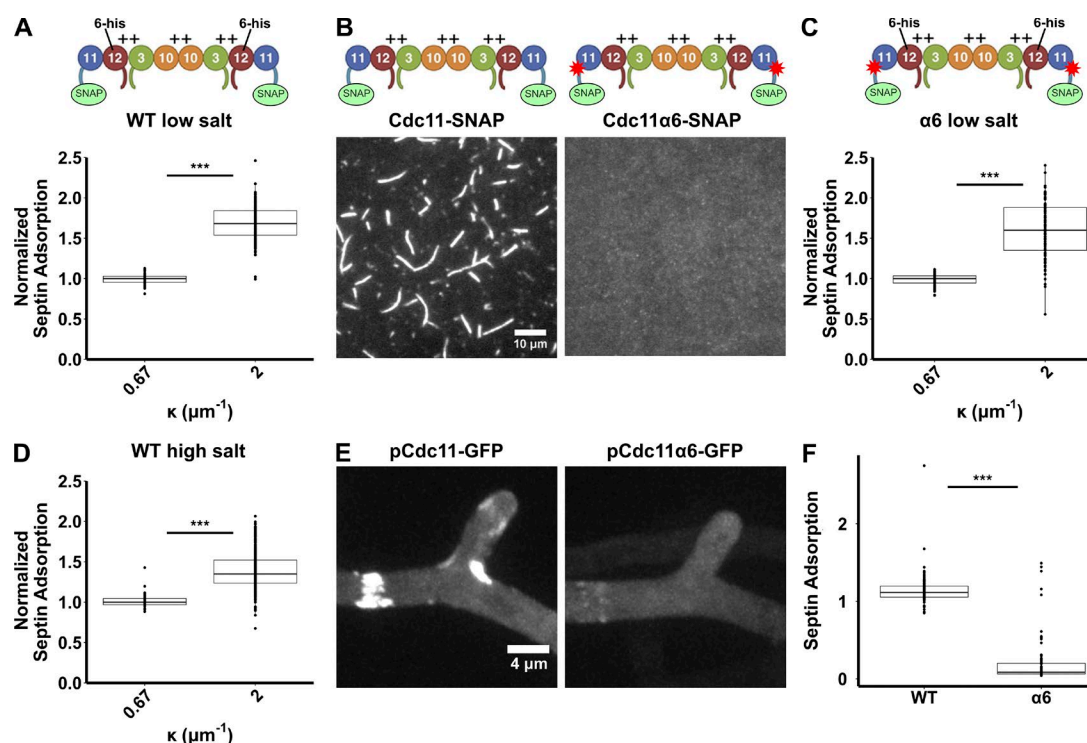 A
6-his
++ ++ ++
11 12 3 10 10 3 12 11
SNAP SNAP
WT low salt
Normalized
Septin Adsorption
2.5
2.0
1.5
1.0
0.5
0.0
***
0.67 2
κ (µm⁻¹)
B
++ ++ ++
11 12 3 10 10 3 12 11
SNAP SNAP
Cdc11-SNAP
10 µm
++ ++ ++
11 12 3 10 10 3 12 11
SNAP SNAP
Cdc11α6-SNAP
C
6-his 6-his
++ ++ ++
11 12 3 10 10 3 12 11
SNAP SNAP
α6 low salt
Normalized
Septin Adsorption
2.5
2.0
1.5
1.0
0.5
0.0
***
0.67 2
κ (µm⁻¹)
D
WT high salt
Normalized
Septin Adsorption
2.5
2.0
1.5
1.0
0.5
0.0
***
0.67 2
κ (µm⁻¹)
E
pCdc11-GFP
4 µm
pCdc11α6-GFP
F
Septin Adsorption
2
1
0
***
WT α6